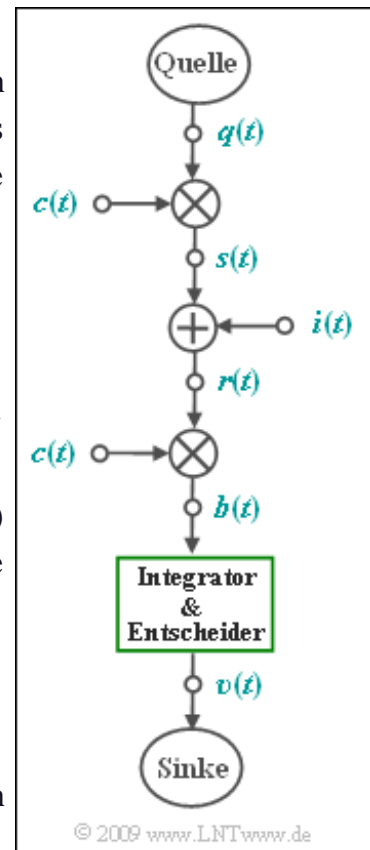 Quelle
q(t)
c(t)
s(t)
i(t)
r(t)
c(t)
b(t)
Integrator
&
Entscheider
v(t)
Sinke
© 2009 www.LNTwww.de